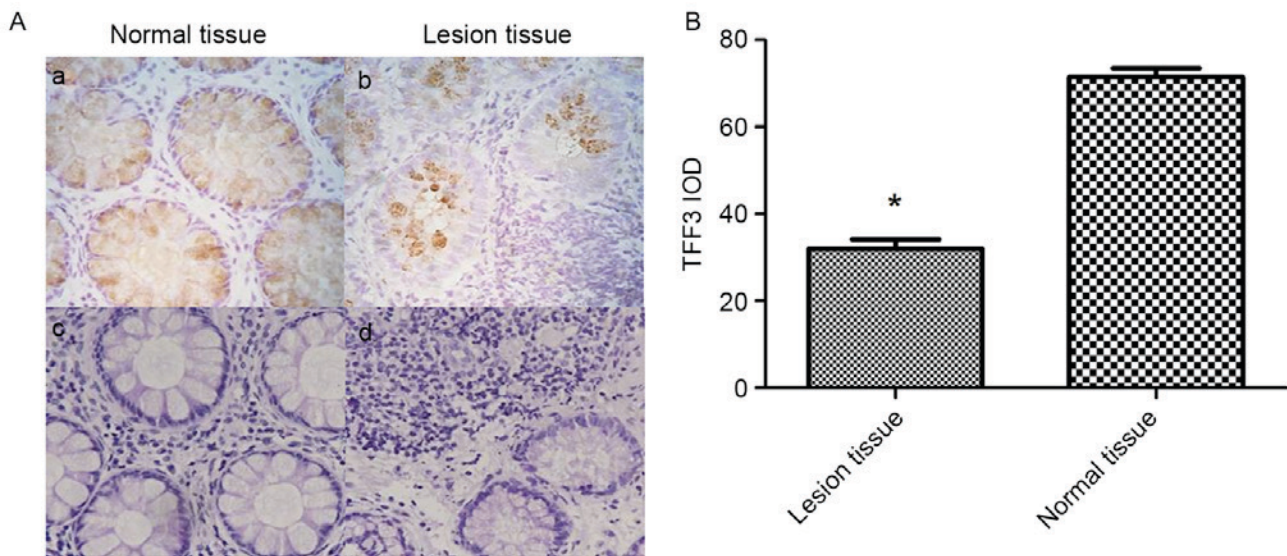 A
Normal tissue
Lesion tissue
a
b
c
d
B
TFF3 IOD
80
60
40
20
0
*
Lesion tissue
Normal tissue